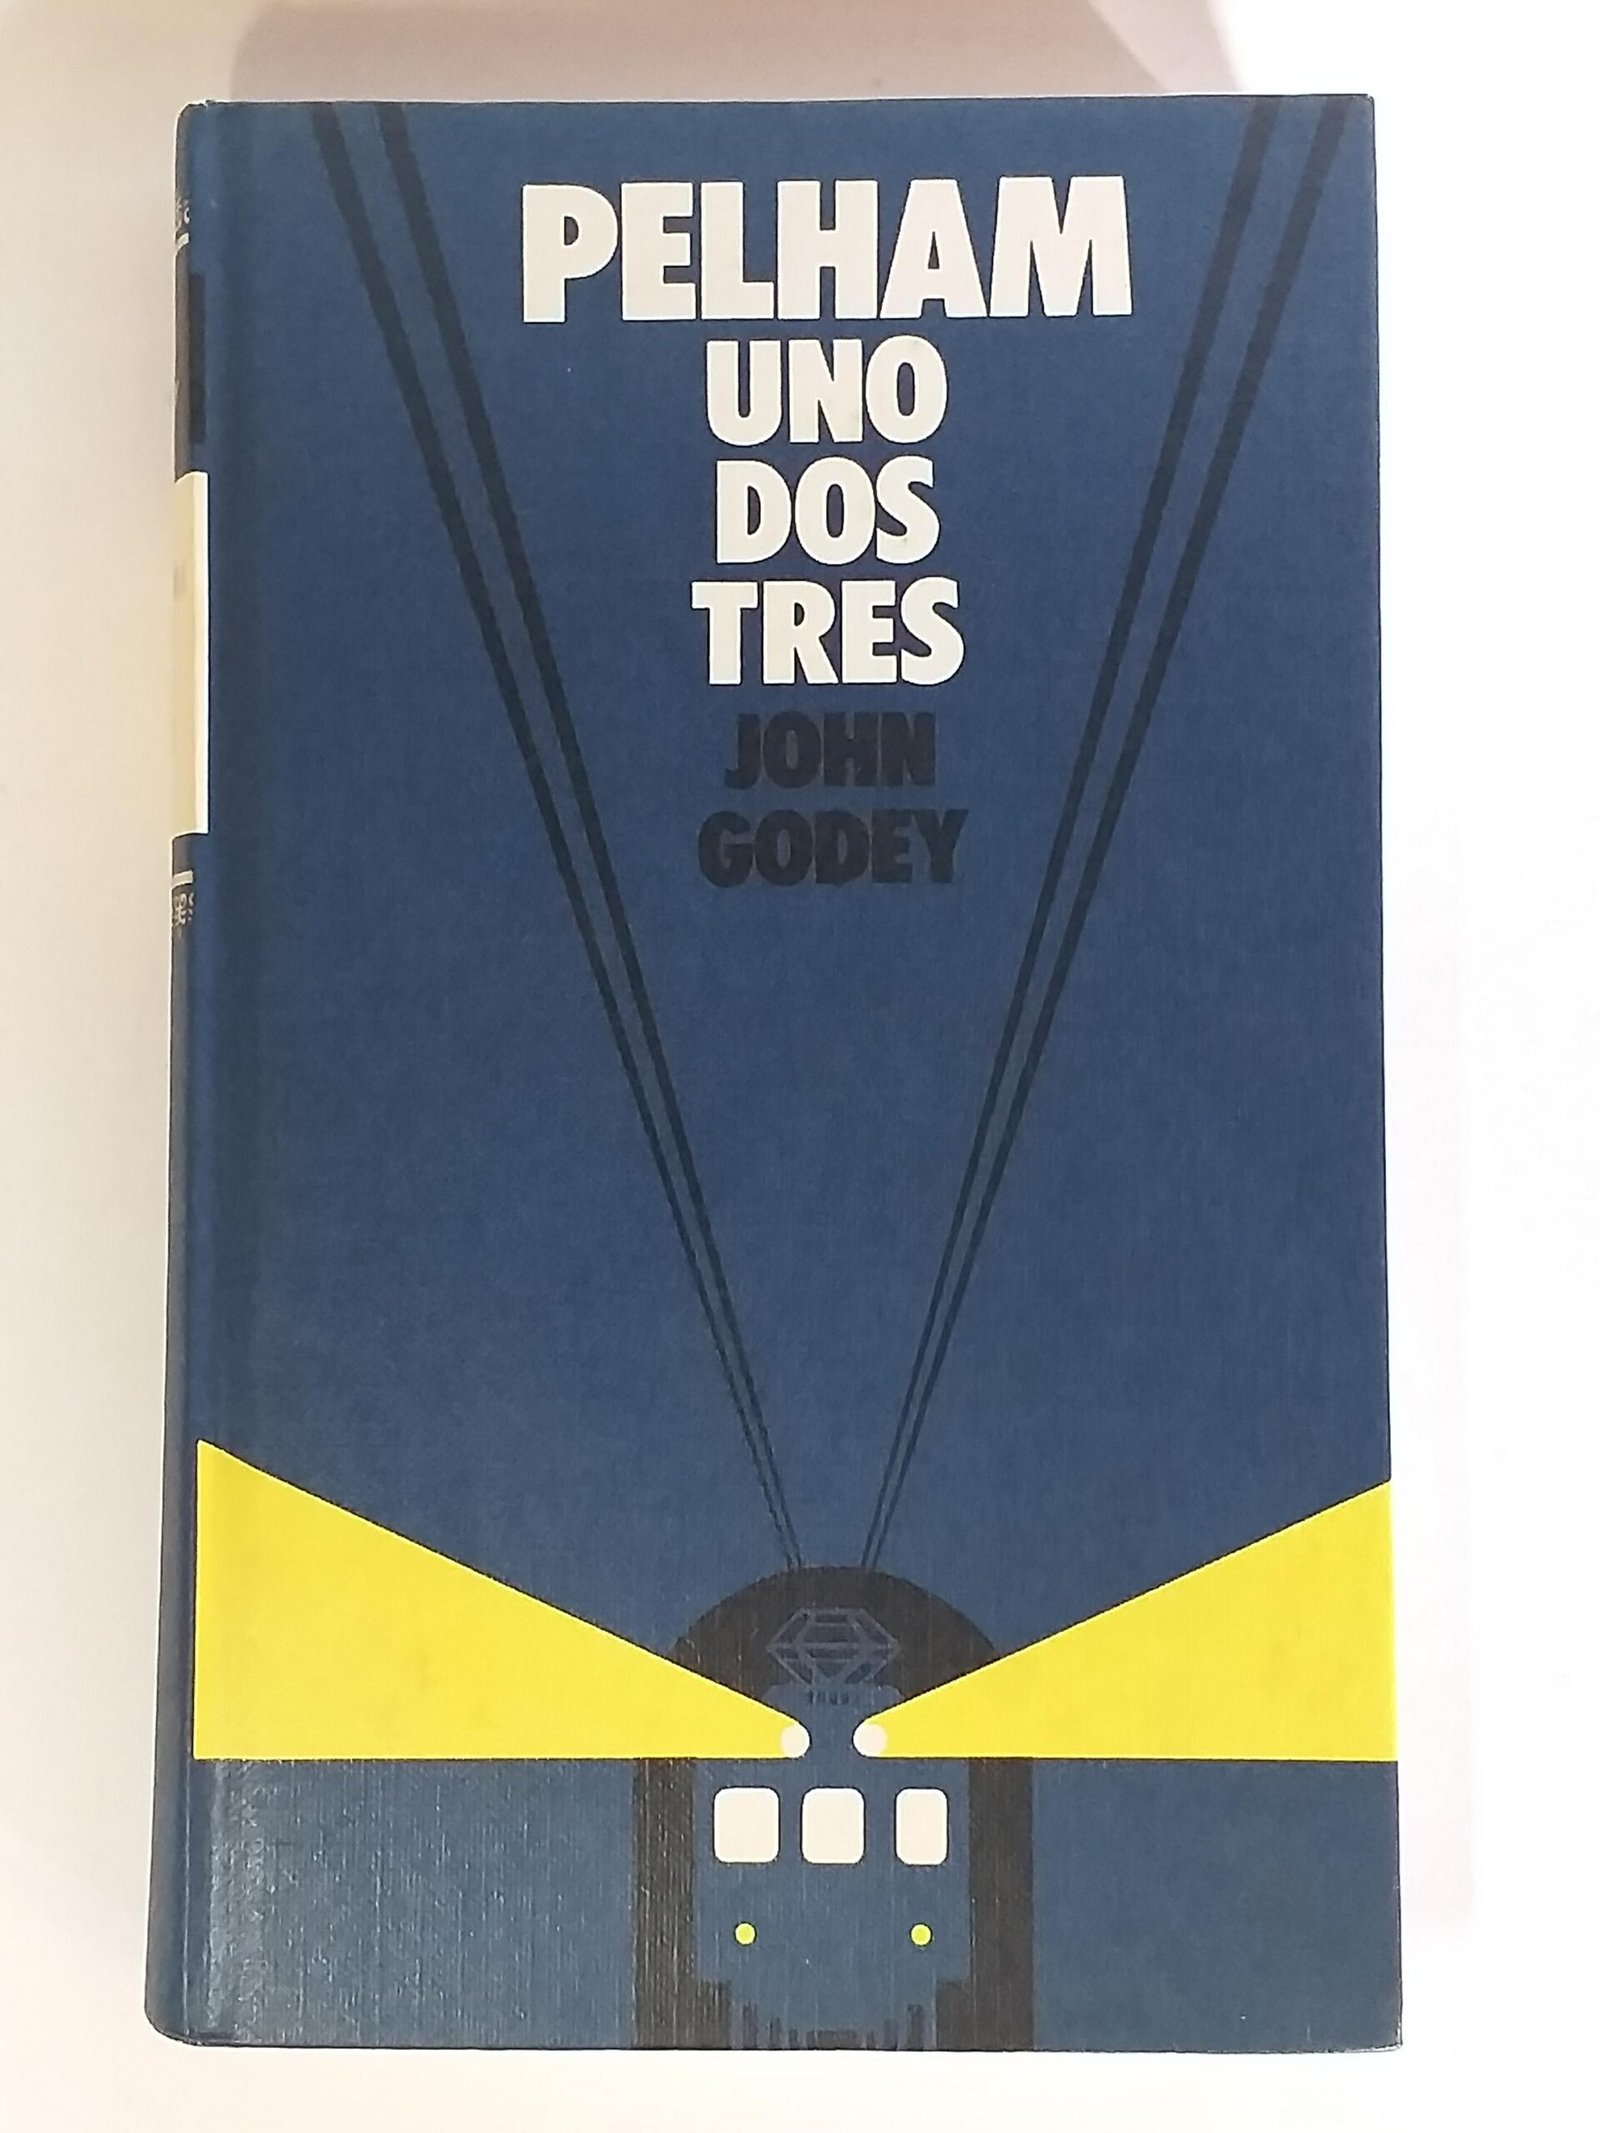 PELHAM
UNO
DOS
TRES
JOHN
GODEY